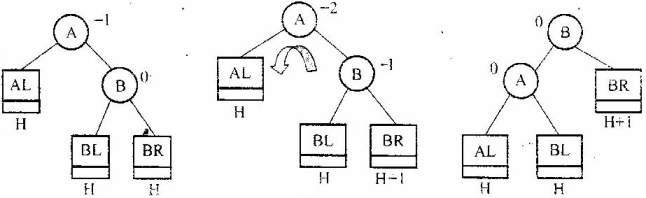 A -1
AL
B 0
H
BL BR
H H
A -2
AL
B -1
H
BL BR
H H+1
B 0
A 0
BR
H+1
AL BL
H H